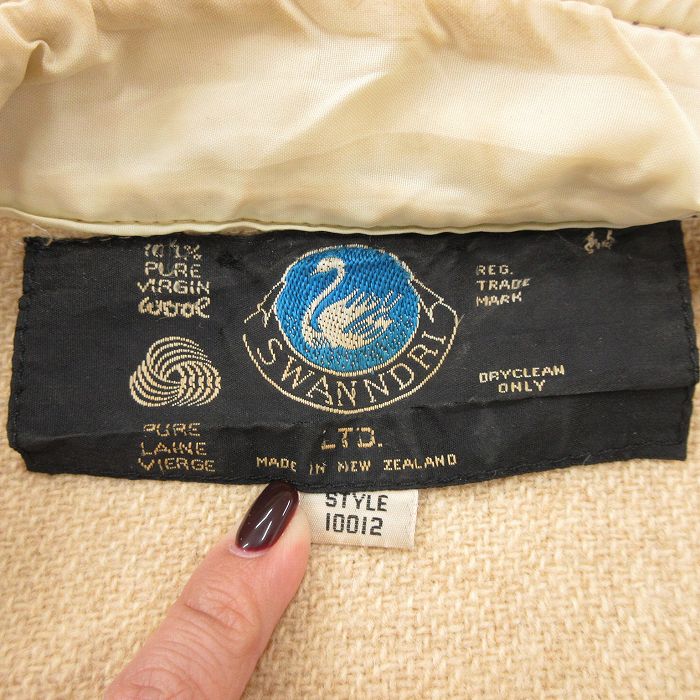 100%
PURE
VIRGIN
WOOL
PURE
LAINE
VIERGE
SWANNDRI
LTD.
MADE IN NEW ZEALAND
REG.
TRADE
MARK
DRYCLEAN
ONLY
STYLE
10012